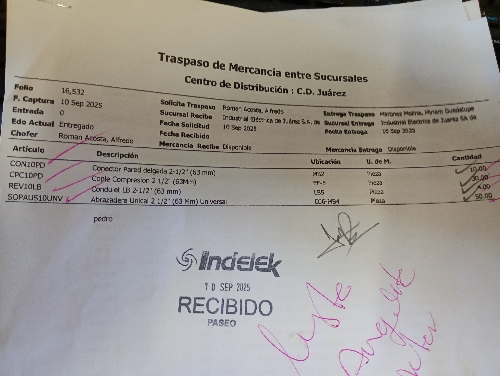 Traspaso de Mercancia entre Sucursales
Centro de Distribución : C.D. Juárez
Folio 16,532
F. Captura 10 Sep 2025 Solicita Traspaso Roman Acosta, Alfredo Entrega Traspaso Martinez Molina, Miriam Guadalupe
Entrada 0 Sucursal Recibe Industrial Eléctrica de Juárez S.A. de Sucursal Entrega Industrial Electrica de Juarez SA de
Edo Actual Entregado Fecha Solicitud 10 Sep 2025 Fecha Entrega 10 Sep 2025
Chofer Roman Acosta, Alfredo Fecha Recibido
Mercancia Recibe Disponible Mercancia Entrega Disponible
Artículo Descripción Ubicación U. de M. Cantidad
CON10PD Conector Pared delgada 2-1/2" (63 mm) Pieza 10.00
CPC10PD Cople Compresion 2 1/2" (63Mm) Pieza 30.00
REV10LB Condulet LB 2-1/2" (63 mm) Pieza 4.00
SOPAUS10UNV Abrazadera Unical 2 1/2" (63 Mm) Universal Pieza 50.00
pedro
Indelek
10 SEP 2025
RECIBIDO
PASEO